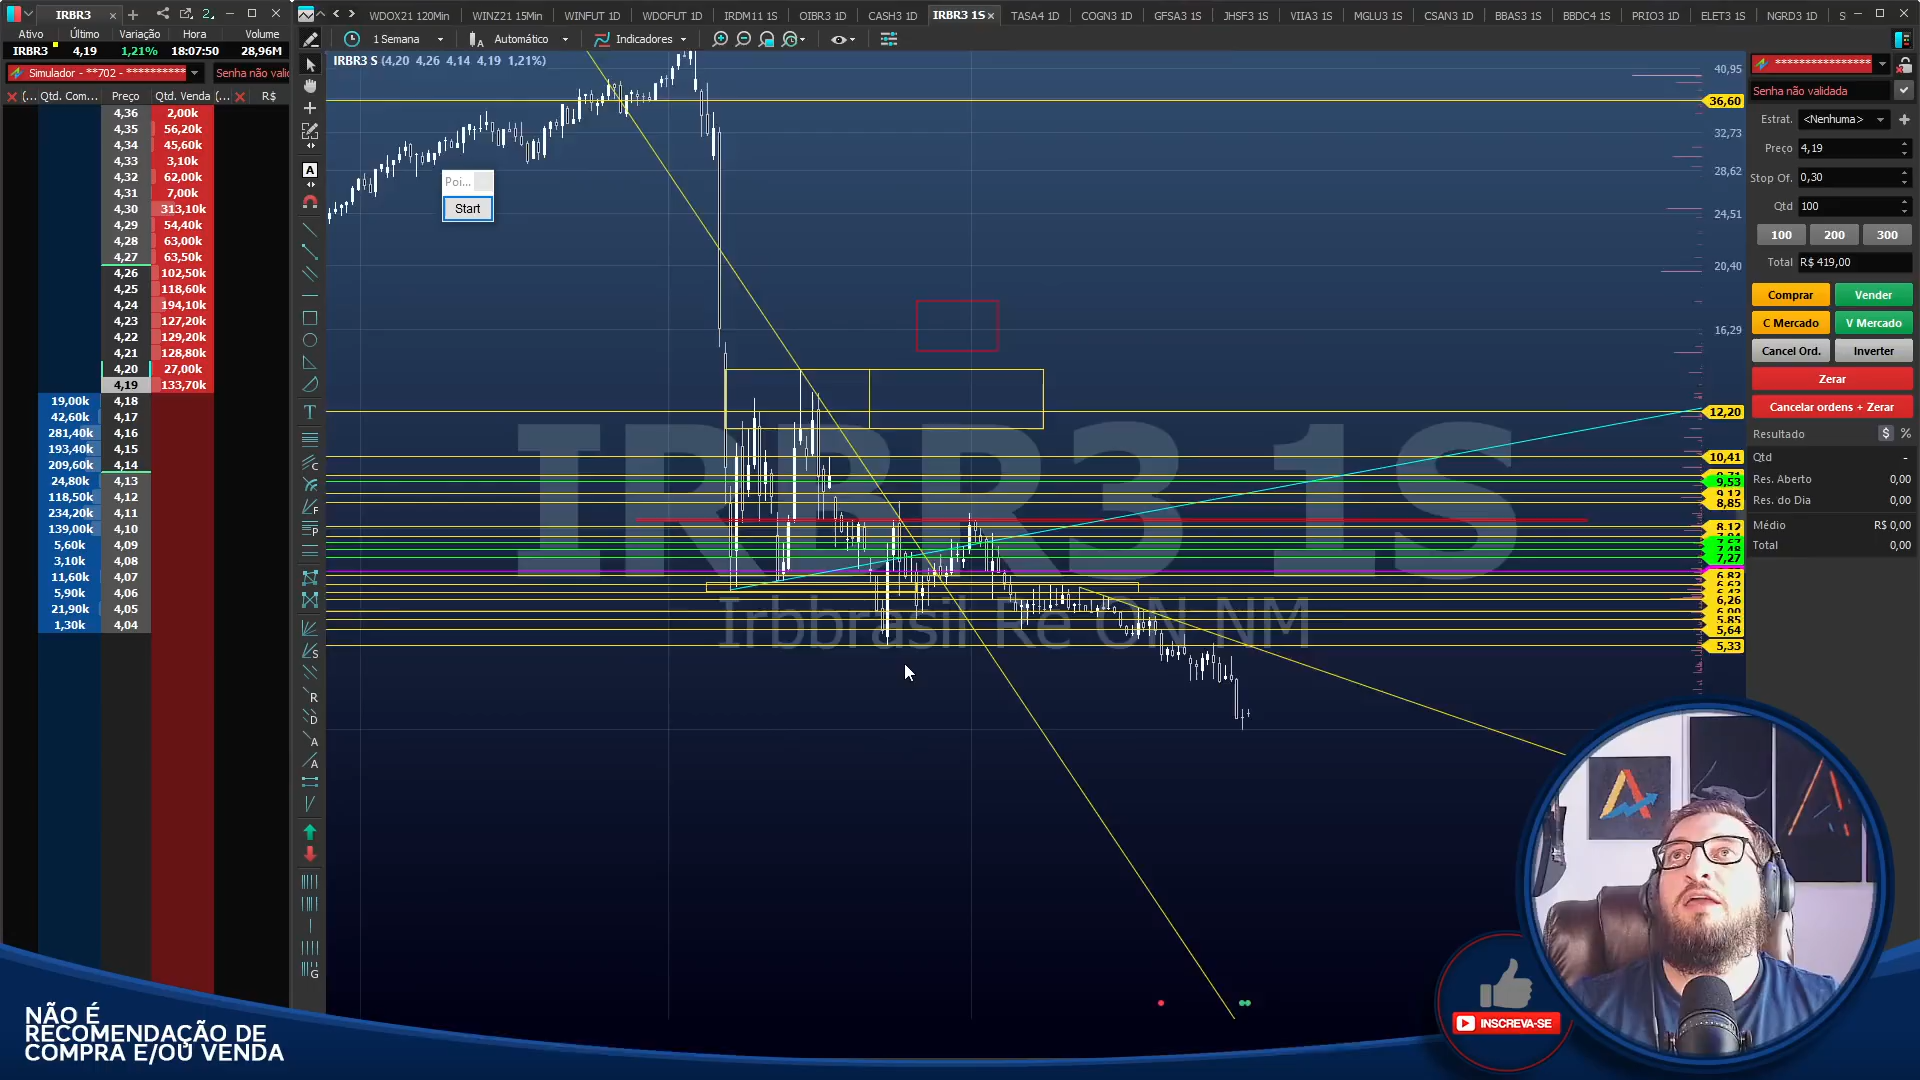 IRBR3
WDOX21 120Min
WINZ21 15Min
WINFUT 1D
WDOFUT 1D
IRDM11 1S
OIBR3 1D
CASH3 1D
IRBR3 1S
TASA4 1D
COGN3 1D
GFSA3 1S
JHSF3 1S
VIIA3 1S
MGLU3 1S
CSAN3 1D
BBAS3 1S
BBDC4 1S
PRIO3 1D
ELET3 1S
NGRD3 1D
S
Ativo Último Variação Hora Volume
IRBR3 4,19 1,21% 18:07:50 28,96M
Simulador - **702 - **********
Senha não valid
(... Qtd. Com... Preço Qtd. Venda (... R$
4,36 2,00k
4,35 56,20k
4,34 45,60k
4,33 3,10k
4,32 62,00k
4,31 7,00k
4,30 313,10k
4,29 54,40k
4,28 63,00k
4,27 63,50k
4,26 102,50k
4,25 118,60k
4,24 194,10k
4,23 127,20k
4,22 129,20k
4,21 128,80k
4,20 27,00k
4,19 133,70k
19,00k 4,18
42,60k 4,17
281,40k 4,16
193,40k 4,15
209,60k 4,14
24,80k 4,13
118,50k 4,12
234,20k 4,11
139,00k 4,10
5,60k 4,09
3,10k 4,08
11,60k 4,07
5,90k 4,06
21,90k 4,05
1,30k 4,04
1 Semana
Automático
Indicadores
IRBR3 S (4,20 4,26 4,14 4,19 1,21%)
Poi...
Start
IRBR3 1S
Irbbrasil Re ON NM
40,95
36,60
32,73
28,62
24,51
20,40
16,29
12,20
10,41
9,53
9,12
8,85
8,12
7,27
6,82
6,26
5,85
5,64
5,33
****************
Senha não validada
Estrat. <Nenhuma>
Preço 4,19
Stop Of. 0,30
Qtd 100
100 200 300
Total R$ 419,00
Comprar Vender
C Mercado V Mercado
Cancel Ord. Inverter
Zerar
Cancelar ordens + Zerar
Resultado $ %
Qtd -
Res. Aberto 0,00
Res. do Dia 0,00
Médio R$ 0,00
Total 0,00
NÃO É
RECOMENDAÇÃO DE
COMPRA E/OU VENDA
INSCREVA-SE